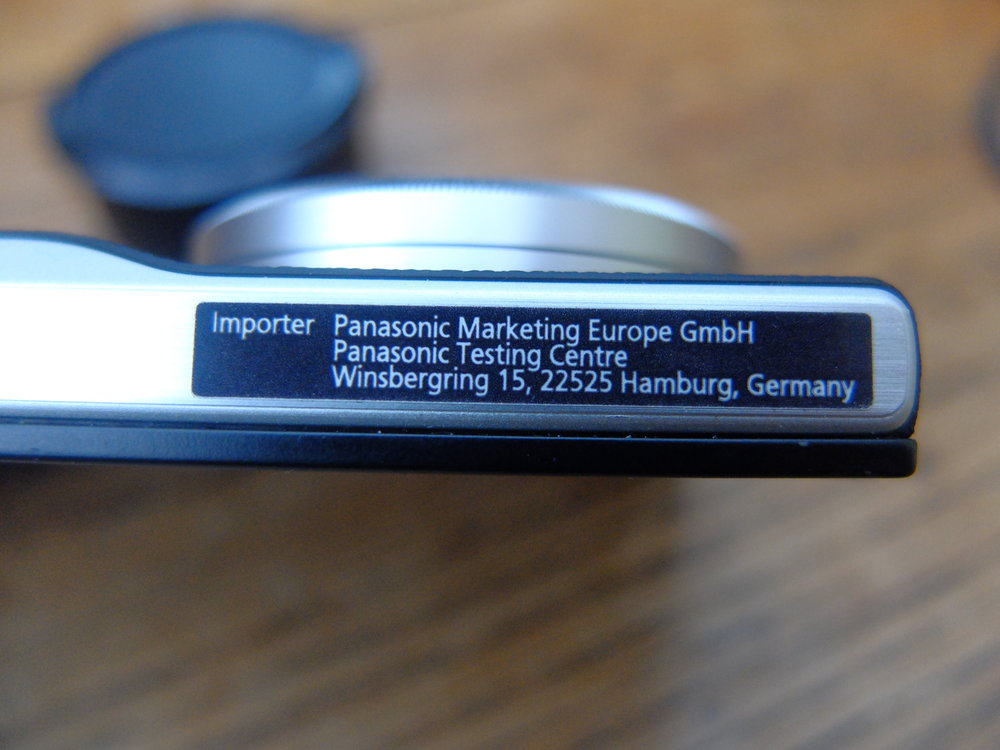 Importer Panasonic Marketing Europe GmbH
Panasonic Testing Centre
Winsbergring 15, 22525 Hamburg, Germany